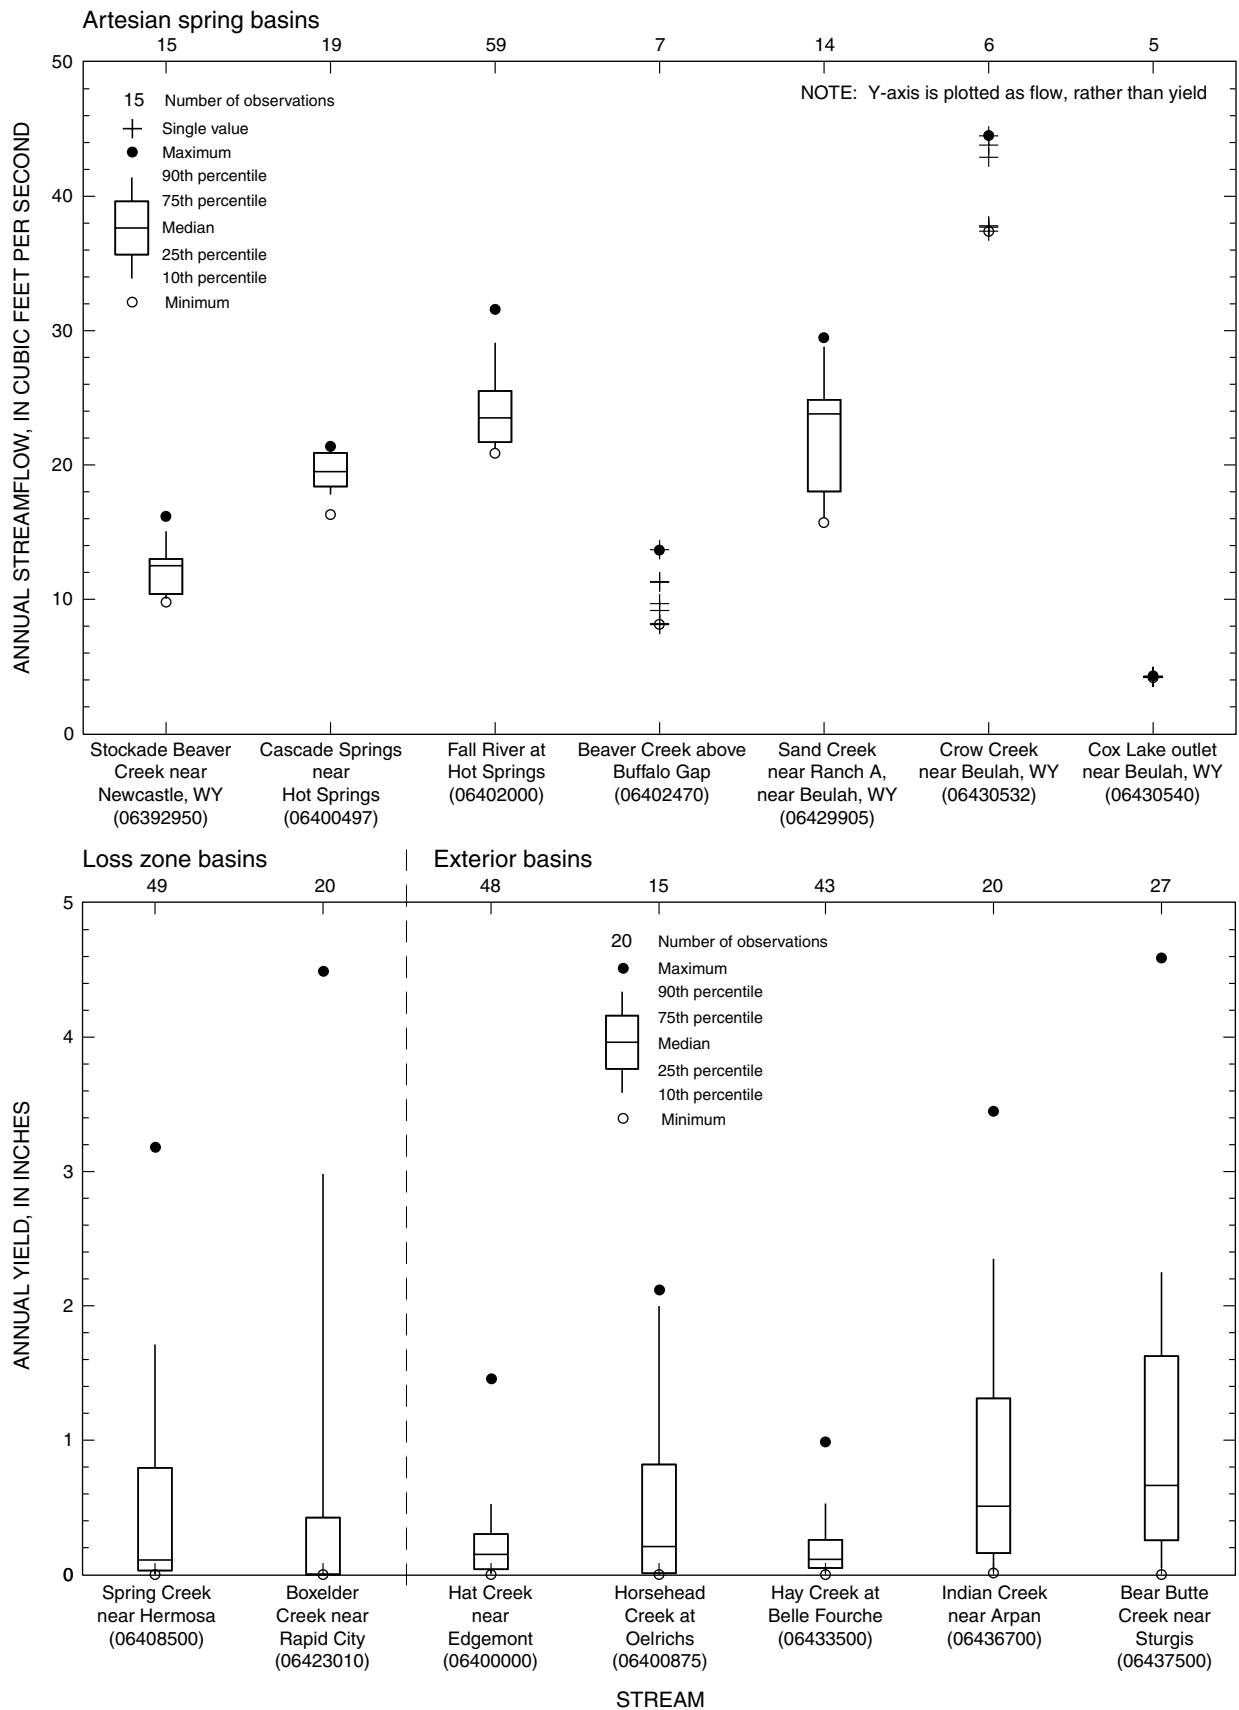 Artesian spring basins
15 19 59 7 14 6 5
50
40
30
20
10
0
ANNUAL STREAMFLOW, IN CUBIC FEET PER SECOND
NOTE: Y-axis is plotted as flow, rather than yield
15 Number of observations
Single value
Maximum
90th percentile
75th percentile
Median
25th percentile
10th percentile
Minimum
Stockade Beaver
Creek near
Newcastle, WY
(06392950)
Cascade Springs
near
Hot Springs
(06400497)
Fall River at
Hot Springs
(06402000)
Beaver Creek above
Buffalo Gap
(06402470)
Sand Creek
near Ranch A,
near Beulah, WY
(06429905)
Crow Creek
near Beulah, WY
(06430532)
Cox Lake outlet
near Beulah, WY
(06430540)
Loss zone basins
Exterior basins
49 20 48 15 43 20 27
5
4
3
2
1
0
ANNUAL YIELD, IN INCHES
20 Number of observations
Maximum
90th percentile
75th percentile
Median
25th percentile
10th percentile
Minimum
Spring Creek
near Hermosa
(06408500)
Boxelder
Creek near
Rapid City
(06423010)
Hat Creek
near
Edgemont
(06400000)
Horsehead
Creek at
Oelrichs
(06400875)
Hay Creek at
Belle Fourche
(06433500)
Indian Creek
near Arpan
(06436700)
Bear Butte
Creek near
Sturgis
(06437500)
STREAM